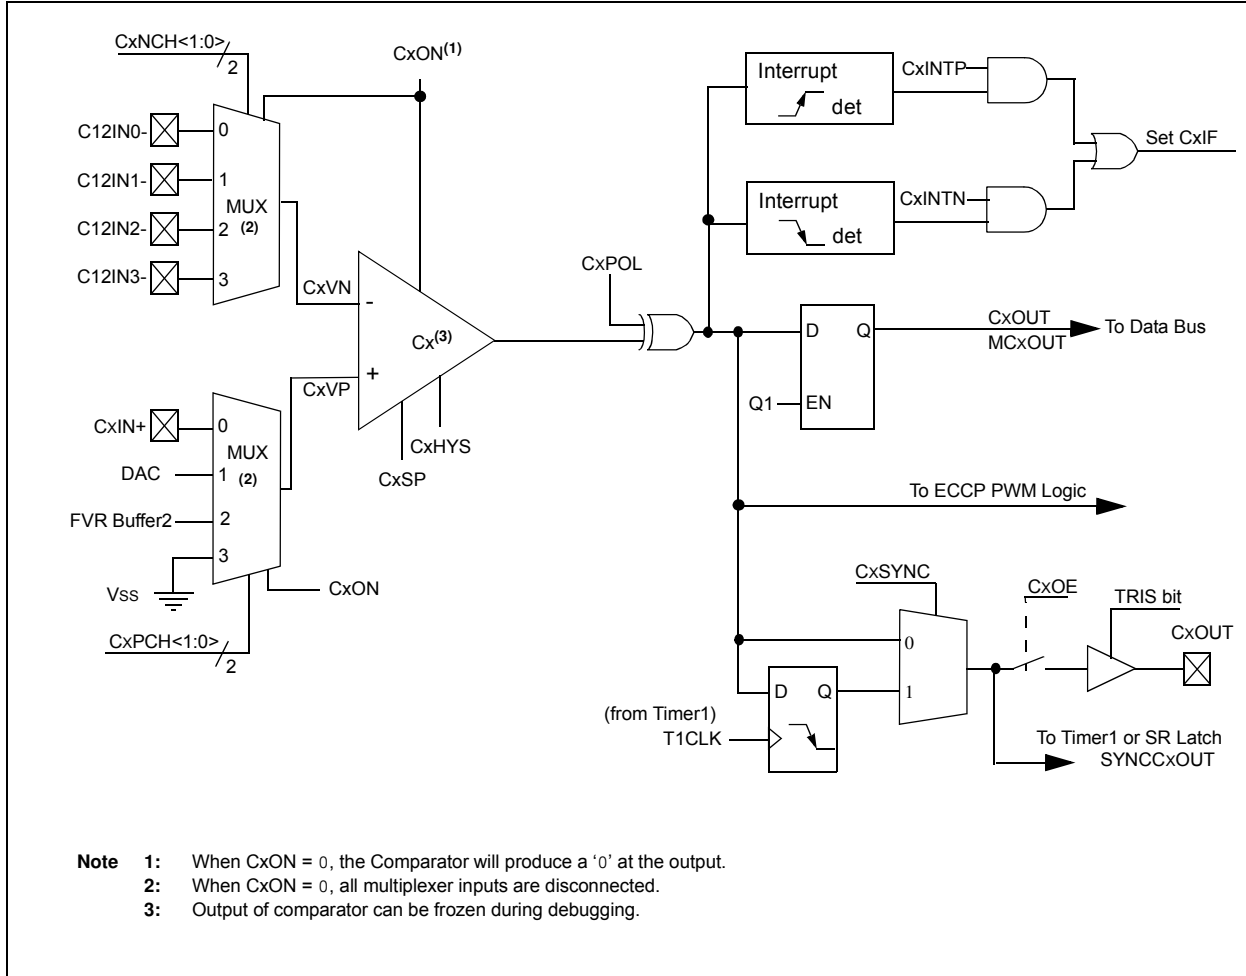 CxNCH<1:0>
2
CxON(1)
C12IN0-
0
C12IN1-
1
MUX
(2)
C12IN2-
2
C12IN3-
3
CxVN
-
Cx(3)
CxVP
+
CxHYS
CxSP
CxIN+
0
MUX
(2)
DAC
1
FVR Buffer2
2
3
Vss
CxON
CxPCH<1:0>
2
CxPOL
Interrupt
det
CxINTP
Set CxIF
Interrupt
det
CxINTN
D
Q
CxOUT
MCxOUT
To Data Bus
Q1
EN
To ECCP PWM Logic
CxSYNC
CxOE
TRIS bit
CxOUT
0
1
D
Q
(from Timer1)
T1CLK
To Timer1 or SR Latch
SYNCCxOUT
Note 1: When CxON = 0, the Comparator will produce a ‘0’ at the output.
2: When CxON = 0, all multiplexer inputs are disconnected.
3: Output of comparator can be frozen during debugging.